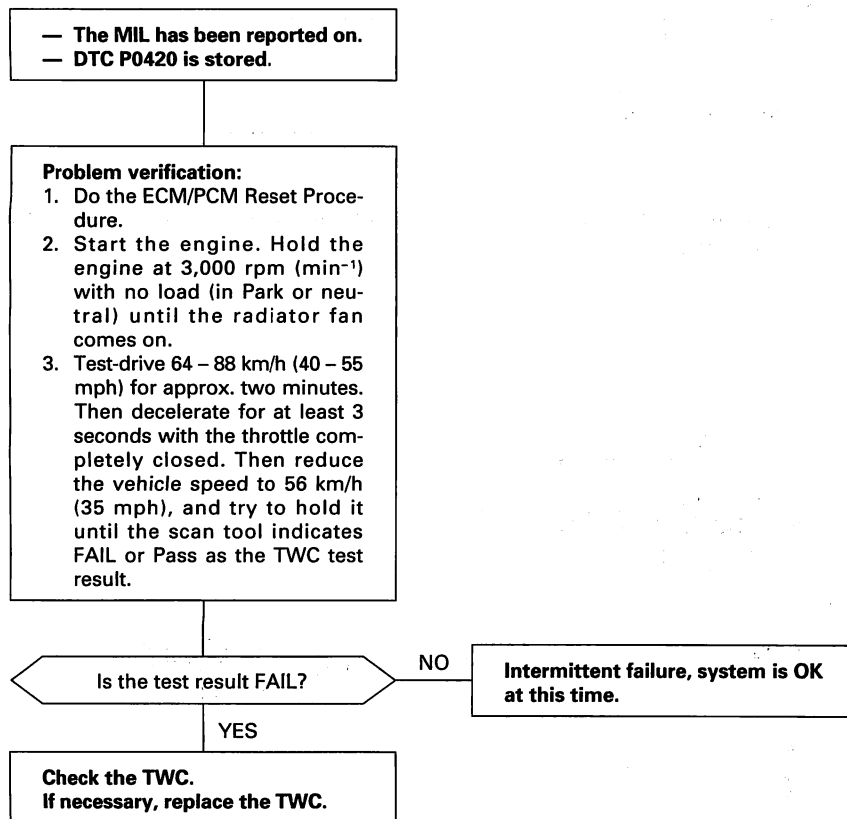 — The MIL has been reported on.
— DTC P0420 is stored.
Problem verification:
1. Do the ECM/PCM Reset Proce-
dure.
2. Start the engine. Hold the
engine at 3,000 rpm (min⁻¹)
with no load (in Park or neu-
tral) until the radiator fan
comes on.
3. Test-drive 64 – 88 km/h (40 – 55
mph) for approx. two minutes.
Then decelerate for at least 3
seconds with the throttle com-
pletely closed. Then reduce
the vehicle speed to 56 km/h
(35 mph), and try to hold it
until the scan tool indicates
FAIL or Pass as the TWC test
result.
Is the test result FAIL?
NO
Intermittent failure, system is OK
at this time.
YES
Check the TWC.
If necessary, replace the TWC.